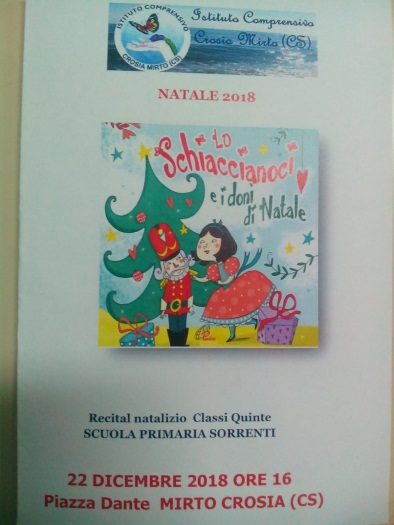 ISTITUTO COMPRENSIVO
CROSIA MIRTO (CS)
Istituto Comprensivo
Crosia Mirto (CS)
NATALE 2018
Lo
Schiaccianoci
e i doni
di Natale
Recital natalizio Classi Quinte
SCUOLA PRIMARIA SORRENTI
22 DICEMBRE 2018 ORE 16
Piazza Dante MIRTO CROSIA (CS)